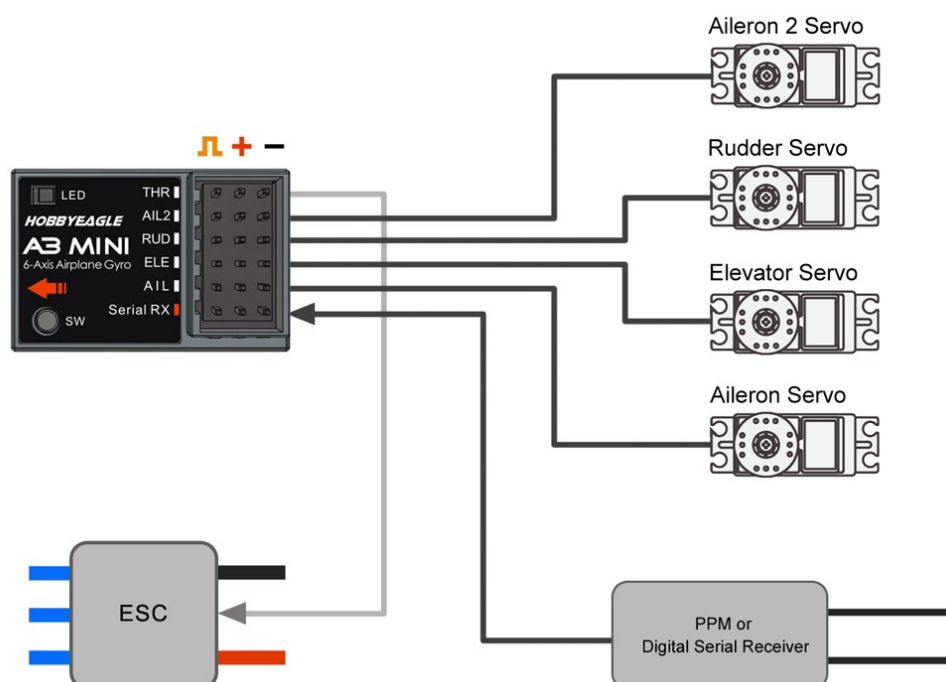 Aileron 2 Servo
Rudder Servo
Elevator Servo
Aileron Servo
+ −
LED
HOBBYEAGLE
A3 MINI
6-Axis Airplane Gyro
SW
THR
AIL2
RUD
ELE
AIL
Serial RX
ESC
PPM or
Digital Serial Receiver